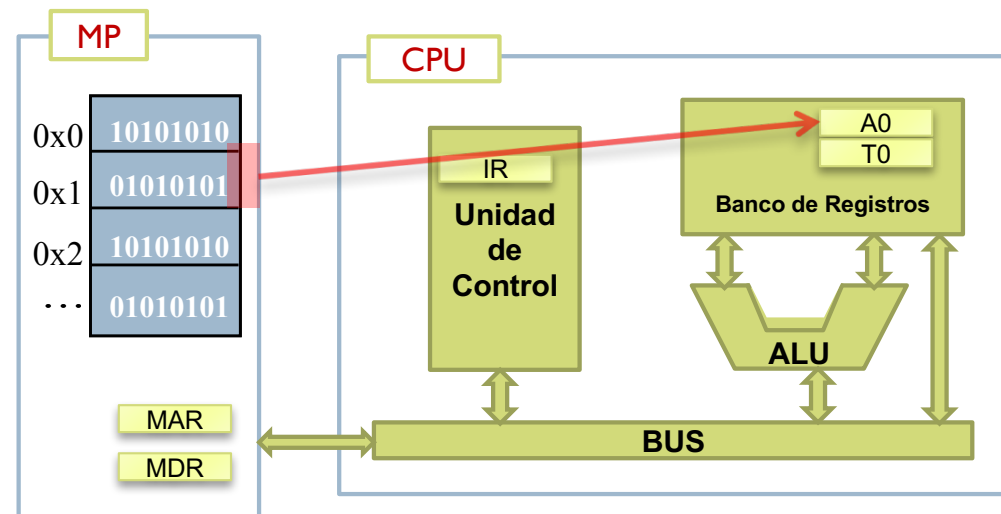 MP
0x0 10101010
0x1 01010101
0x2 10101010
... 01010101
MAR
MDR
CPU
IR
Unidad
de
Control
A0
T0
Banco de Registros
ALU
BUS